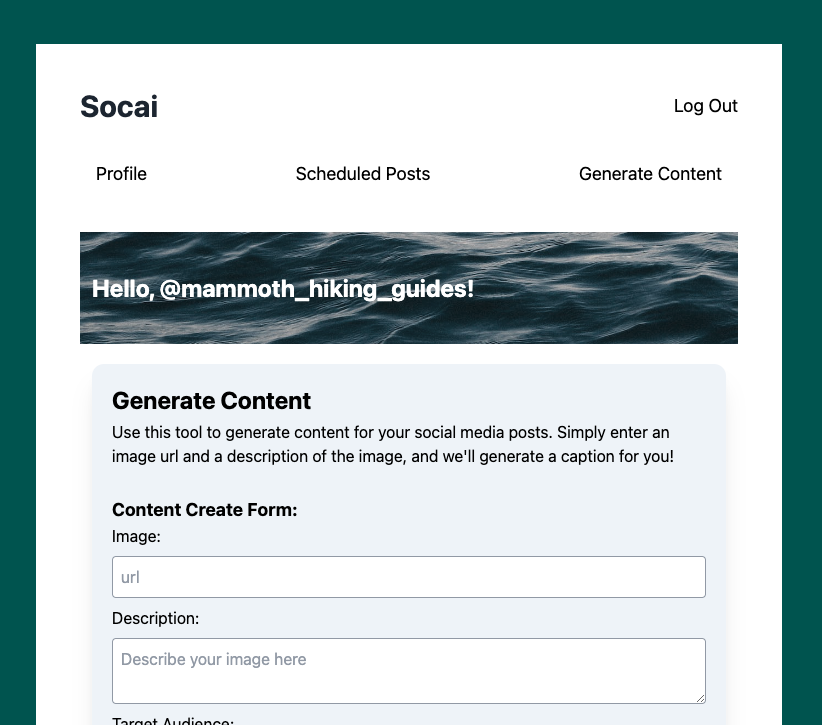 Socai
Log Out
Profile
Scheduled Posts
Generate Content
Hello, @mammoth_hiking_guides!
Generate Content
Use this tool to generate content for your social media posts. Simply enter an
image url and a description of the image, and we'll generate a caption for you!
Content Create Form:
Image:
url
Description:
Describe your image here
Target Audience: